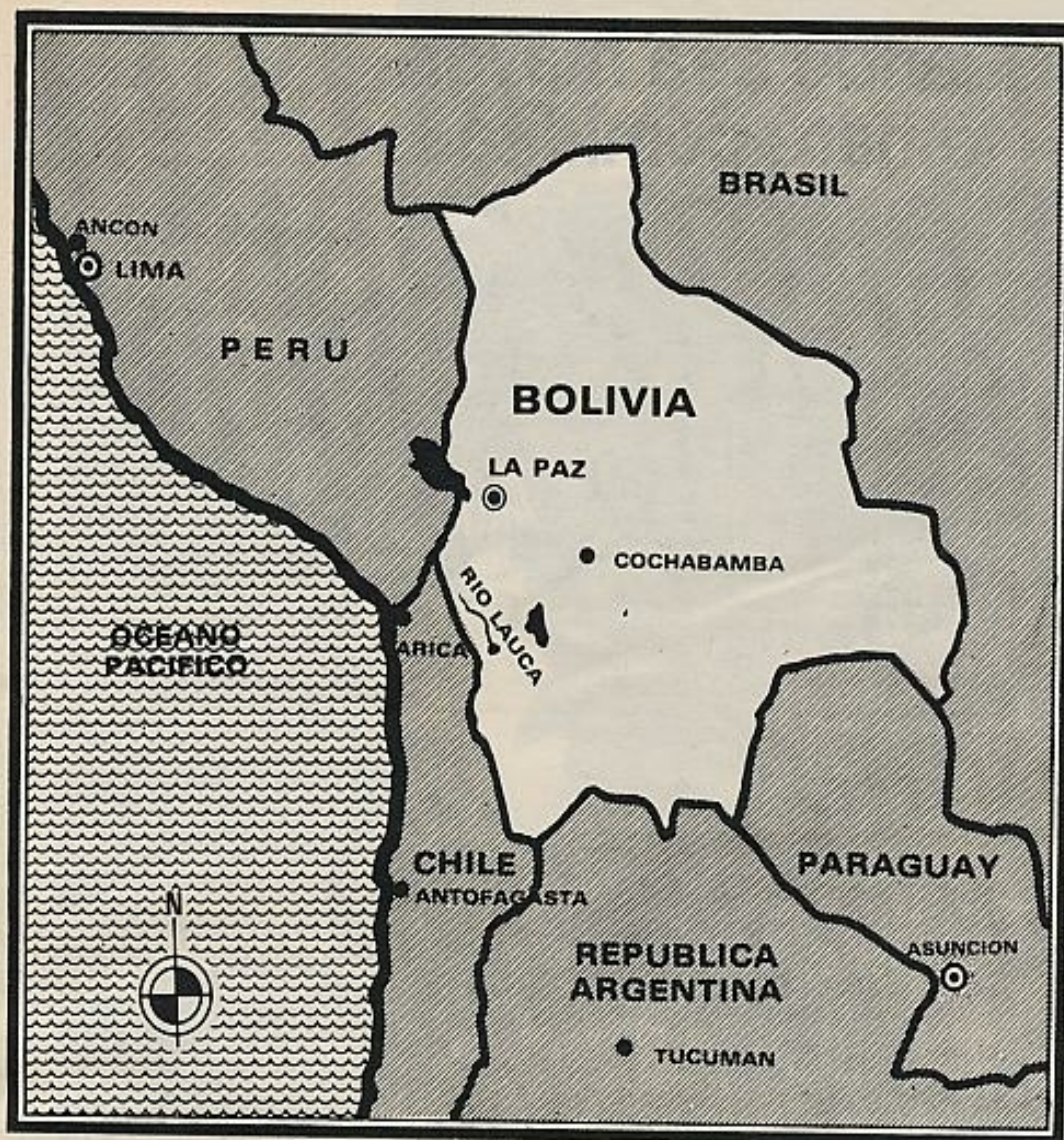 BRASIL
ANCON
LIMA
PERU
BOLIVIA
LA PAZ
COCHABAMBA
RIO LAUCA
OCEANO
PACIFICO
ARICA
CHILE
ANTOFAGASTA
PARAGUAY
N
REPUBLICA
ARGENTINA
ASUNCION
TUCUMAN